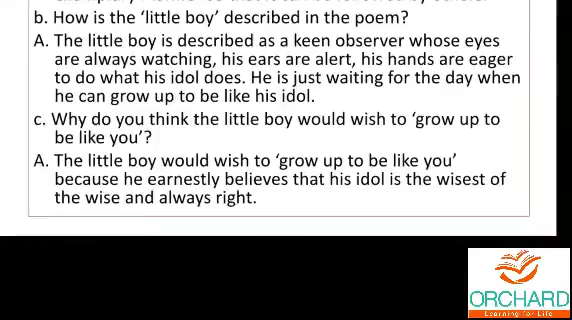 b. How is the ‘little boy’ described in the poem?
A. The little boy is described as a keen observer whose eyes
are always watching, his ears are alert, his hands are eager
to do what his idol does. He is just waiting for the day when
he can grow up to be like his idol.
c. Why do you think the little boy would wish to ‘grow up to
be like you’?
A. The little boy would wish to ‘grow up to be like you’
because he earnestly believes that his idol is the wisest of
the wise and always right.
ORCHARD
Learning for Life